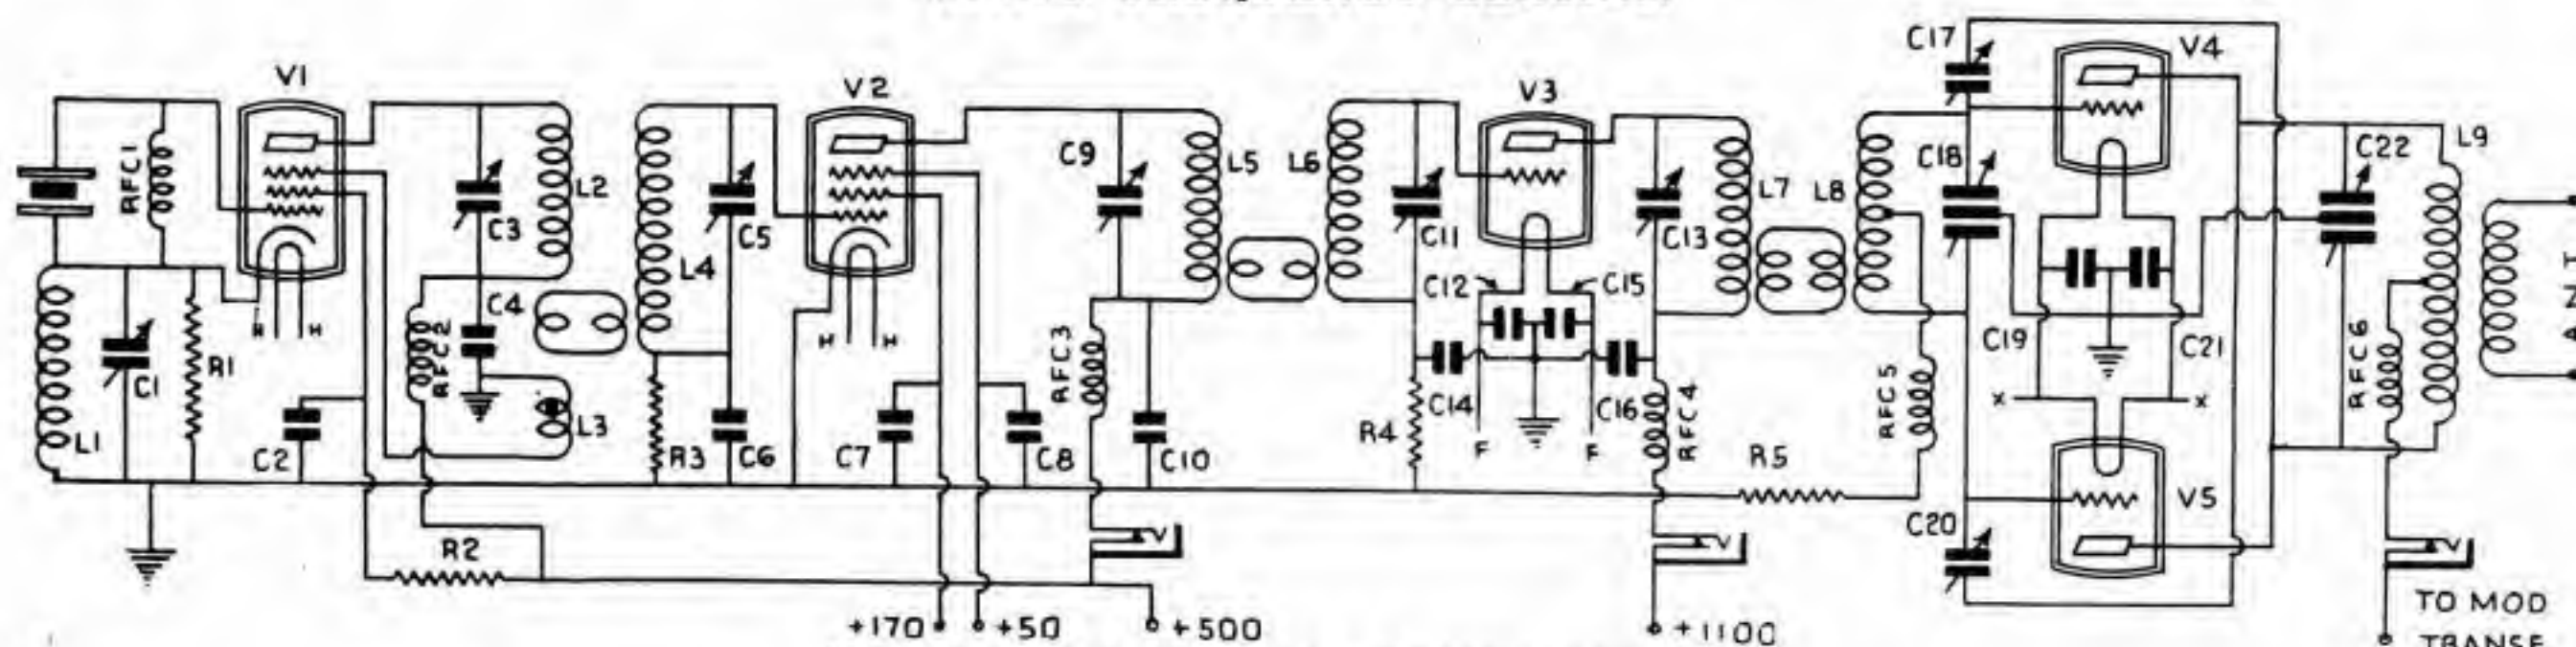 V1
V2
V3
V4
V5
RFC1
L1
C1
R1
H H
C2
C3
L2
RFC2
C4
L3
R2
L4
C5
R3
C6
H H
C7
C8
C9
L5
RFC3
C10
+170
+50
+500
L6
C11
C12
C15
C14
C16
F F
R4
C13
L7
RFC4
+1100
L8
R5
RFC5
C17
C18
C19
C20
C21
X X
C22
L9
RFC6
ANT
TO MOD